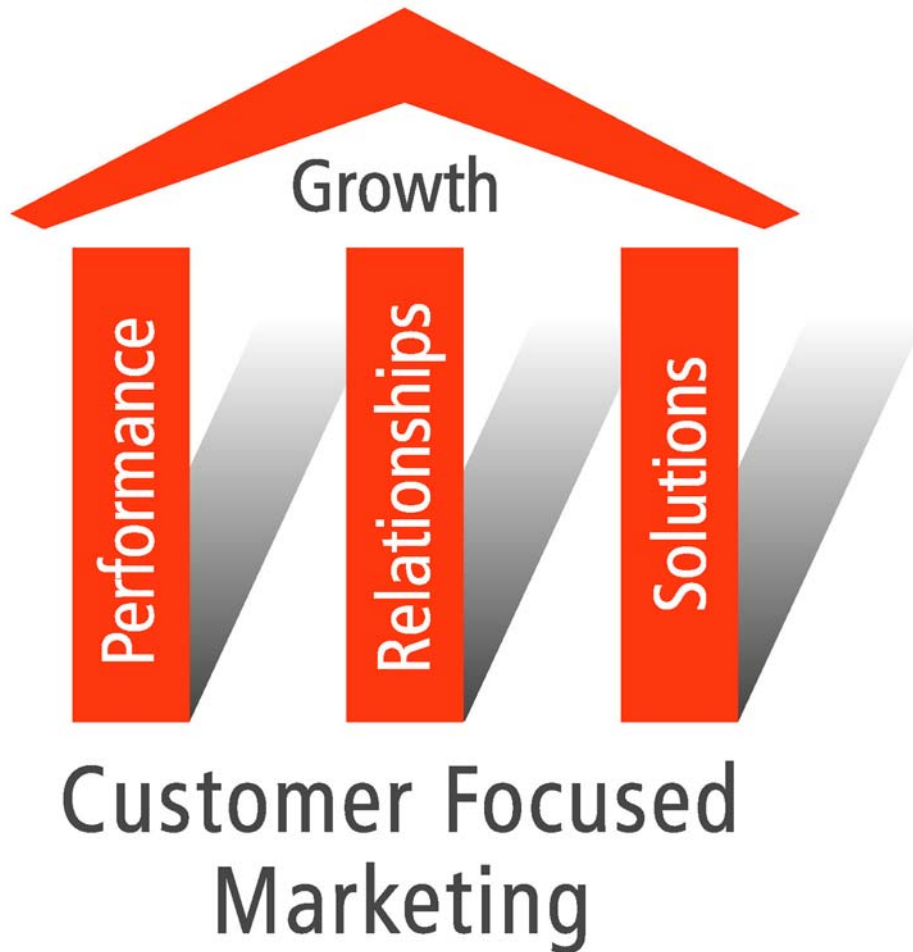 Growth
Performance
Relationships
Solutions
Customer Focused
Marketing